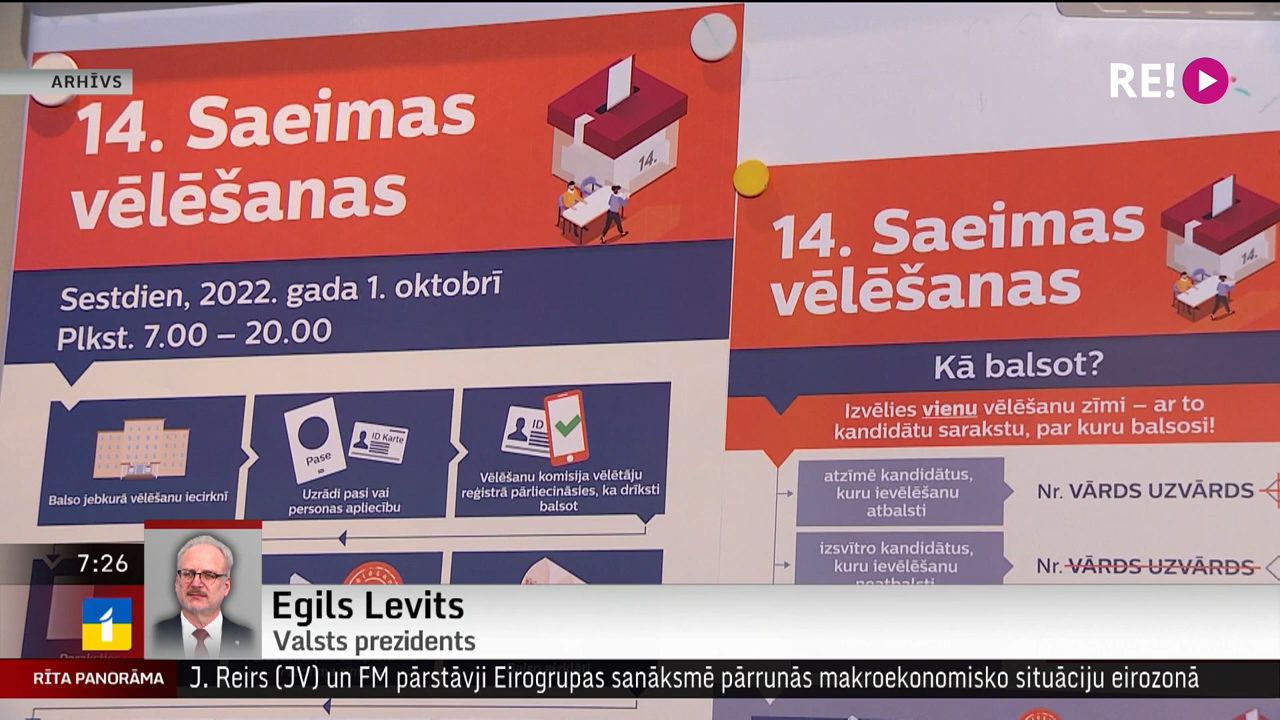 ARHĪVS
RE!
14. Saeimas
vēlēšanas
14.
Sestdien, 2022. gada 1. oktobrī
Plkst. 7.00 – 20.00
Balso jebkurā vēlēšanu iecirknī
Pase
ID Karte
Uzrādi pasi vai
personas apliecību
ID
Vēlēšanu komisija vēlētāju
reģistrā pārliecināsies, ka drīksti
balsot
14. Saeimas
vēlēšanas
14.
Kā balsot?
Izvēlies vienu vēlēšanu zīmi – ar to
kandidātu sarakstu, par kuru balsosi!
atzīmē kandidātus,
kuru ievēlēšanu
atbalsti
Nr. VĀRDS UZVĀRDS
izsvītro kandidātus,
kuru ievēlēšanu
neatbalsti
Nr. VĀRDS UZVĀRDS
7:26
1
Egils Levits
Valsts prezidents
RĪTA PANORĀMA
J. Reirs (JV) un FM pārstāvji Eirogrupas sanāksmē pārrunās makroekonomisko situāciju eirozonā